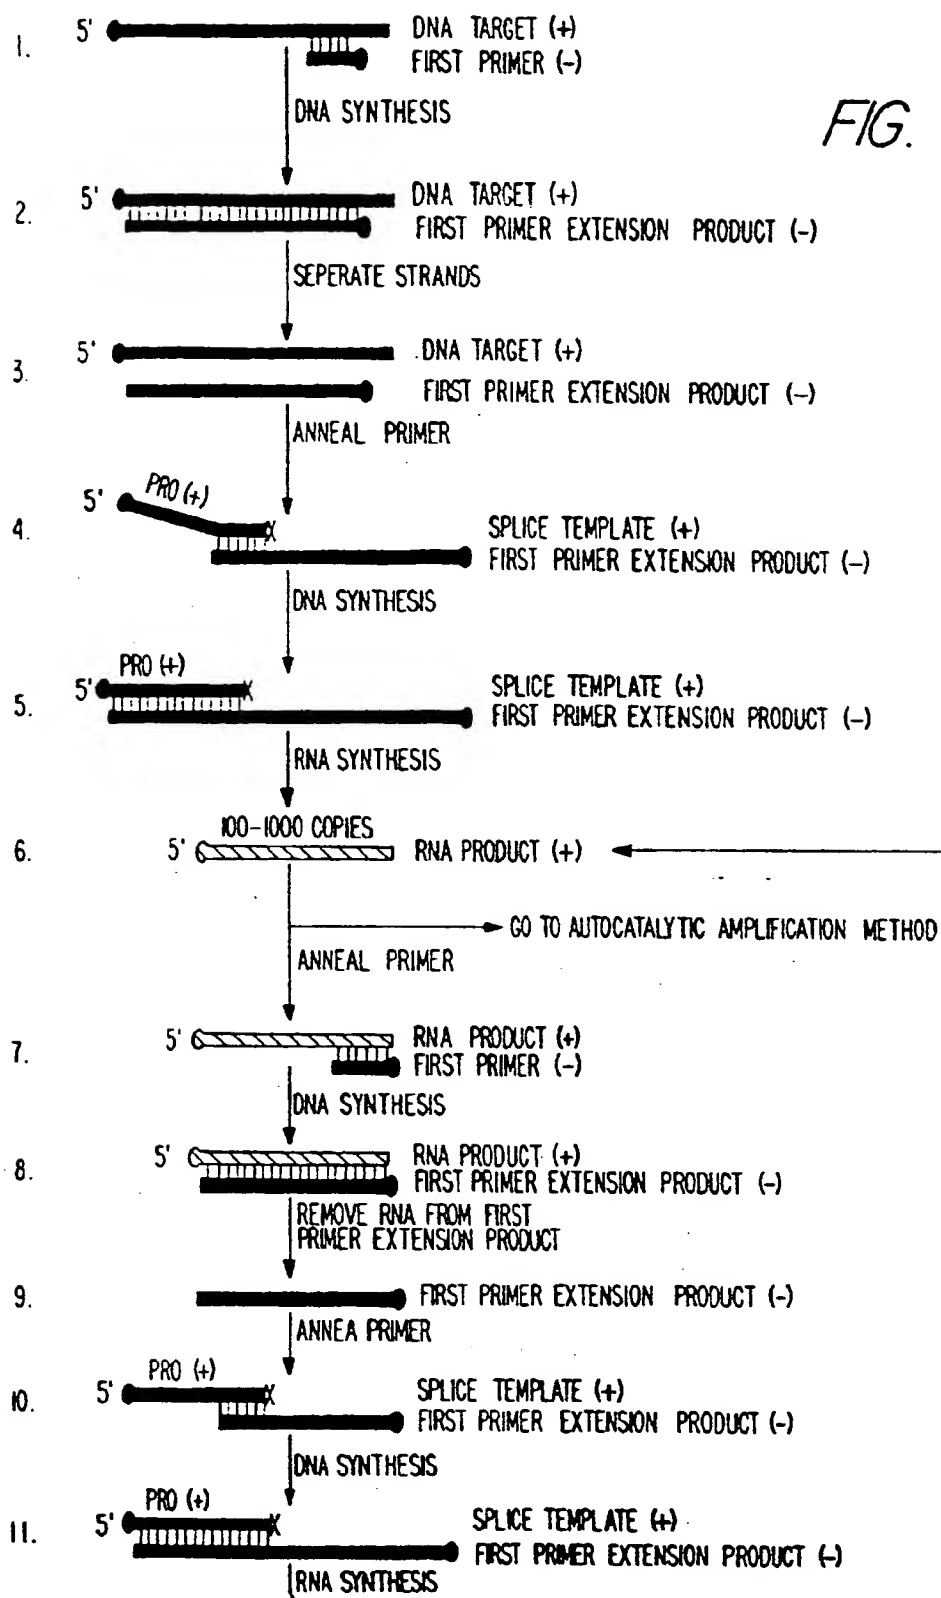 1. 5' DNA TARGET (+)
FIRST PRIMER (-)
DNA SYNTHESIS
FIG.
2. 5' DNA TARGET (+)
FIRST PRIMER EXTENSION PRODUCT (-)
SEPERATE STRANDS
3. 5' DNA TARGET (+)
FIRST PRIMER EXTENSION PRODUCT (-)
ANNEAL PRIMER
4. 5' PRO (+) X SPLICE TEMPLATE (+)
FIRST PRIMER EXTENSION PRODUCT (-)
DNA SYNTHESIS
PRO (+)
5. 5' X SPLICE TEMPLATE (+)
FIRST PRIMER EXTENSION PRODUCT (-)
RNA SYNTHESIS
100-1000 COPIES
6. 5' RNA PRODUCT (+)
GO TO AUTOCATALYTIC AMPLIFICATION METHOD
ANNEAL PRIMER
7. 5' RNA PRODUCT (+)
FIRST PRIMER (-)
DNA SYNTHESIS
8. 5' RNA PRODUCT (+)
FIRST PRIMER EXTENSION PRODUCT (-)
REMOVE RNA FROM FIRST
PRIMER EXTENSION PRODUCT
9. FIRST PRIMER EXTENSION PRODUCT (-)
ANNEA PRIMER
PRO (+)
10. 5' X SPLICE TEMPLATE (+)
FIRST PRIMER EXTENSION PRODUCT (-)
DNA SYNTHESIS
PRO (+)
11. 5' X SPLICE TEMPLATE (+)
FIRST PRIMER EXTENSION PRODUCT (-)
RNA SYNTHESIS